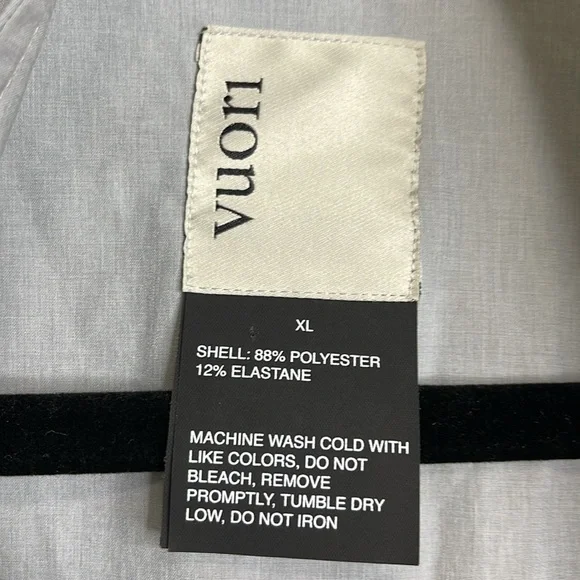 vuori
XL
SHELL: 88% POLYESTER
12% ELASTANE
MACHINE WASH COLD WITH
LIKE COLORS, DO NOT
BLEACH, REMOVE
PROMPTLY, TUMBLE DRY
LOW, DO NOT IRON